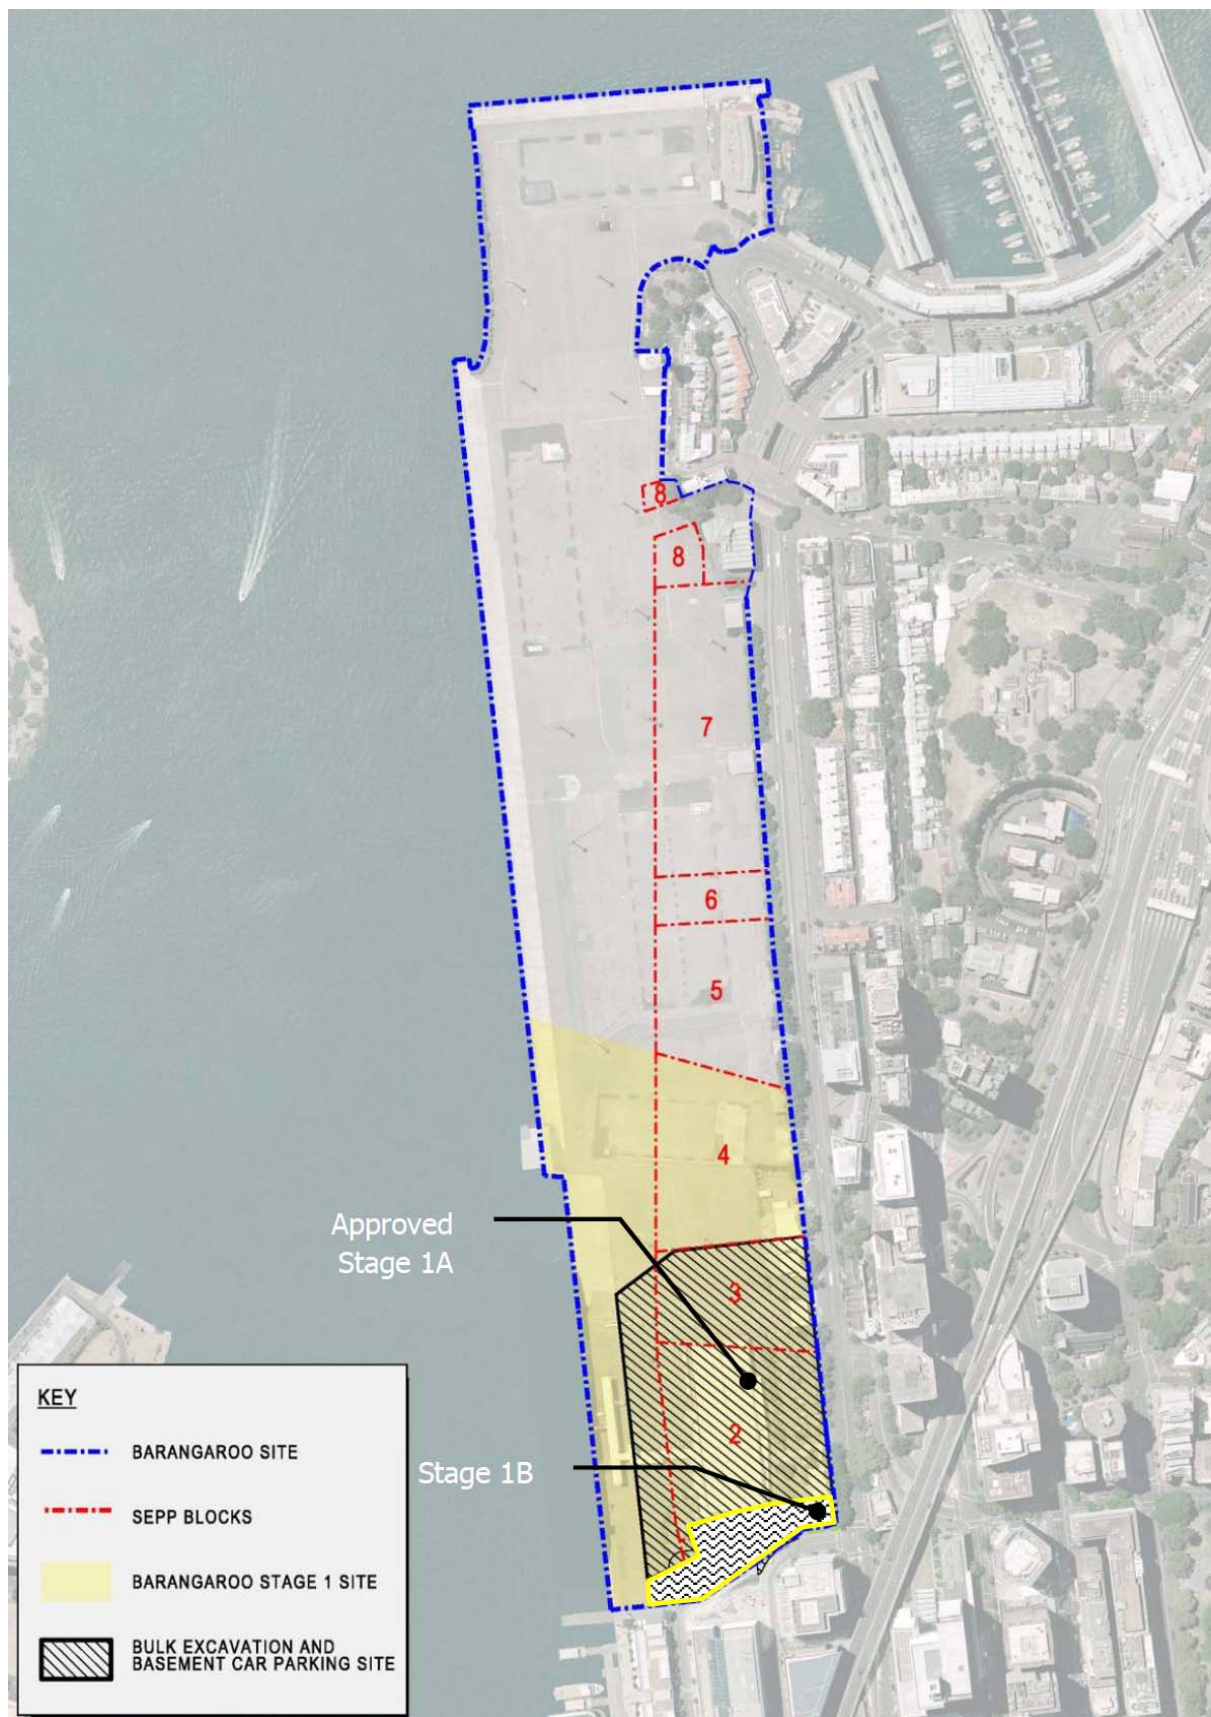 8
8
7
6
5
4
Approved
Stage 1A
3
2
Stage 1B
KEY
BARANGAROO SITE
SEPP BLOCKS
BARANGAROO STAGE 1 SITE
BULK EXCAVATION AND
BASEMENT CAR PARKING SITE